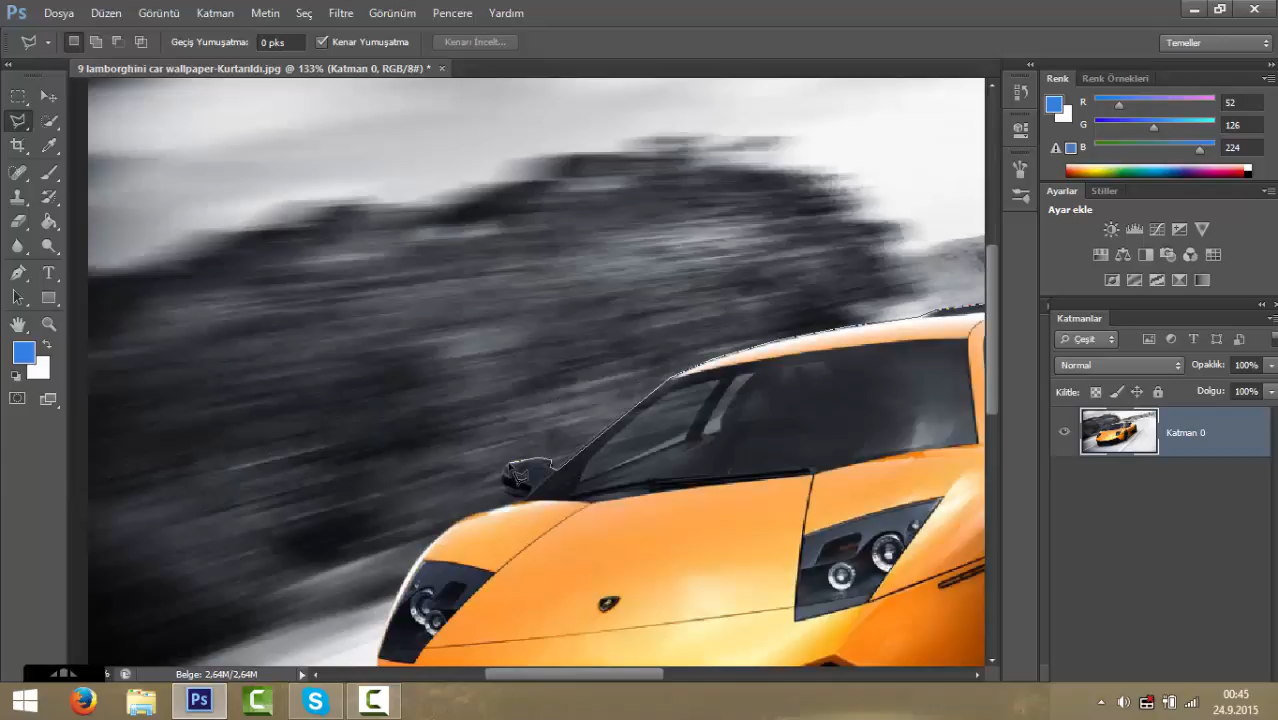 Ps Dosya Düzen Görüntü Katman Metin Seç Filtre Görünüm Pencere Yardım
Geçiş Yumuşatma: 0 pks Kenar Yumuşatma Kenarı İncelt... Temeller
9 lamborghini car wallpaper-Kurtarıldı.jpg @ 133% (Katman 0, RGB/8#) *
Renk Renk Örnekleri
R 52
G 126
B 224
Ayarlar Stiller
Ayar ekle
Katmanlar
Çeşit
Normal Opaklık: 100%
Kilitle: Dolgu: 100%
Katman 0
% Belge: 2,64M/2,64M
Ps
00:45
24.9.2015